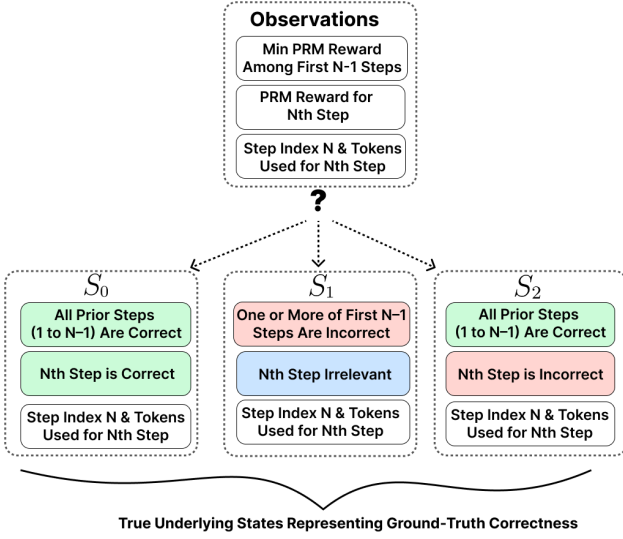 Observations
Min PRM Reward
Among First N-1 Steps
PRM Reward for
Nth Step
Step Index N & Tokens
Used for Nth Step
?
S0
All Prior Steps
(1 to N–1) Are Correct
Nth Step is Correct
Step Index N & Tokens
Used for Nth Step
S1
One or More of First N–1
Steps Are Incorrect
Nth Step Irrelevant
Step Index N & Tokens
Used for Nth Step
S2
All Prior Steps
(1 to N–1) Are Correct
Nth Step is Incorrect
Step Index N & Tokens
Used for Nth Step
True Underlying States Representing Ground-Truth Correctness